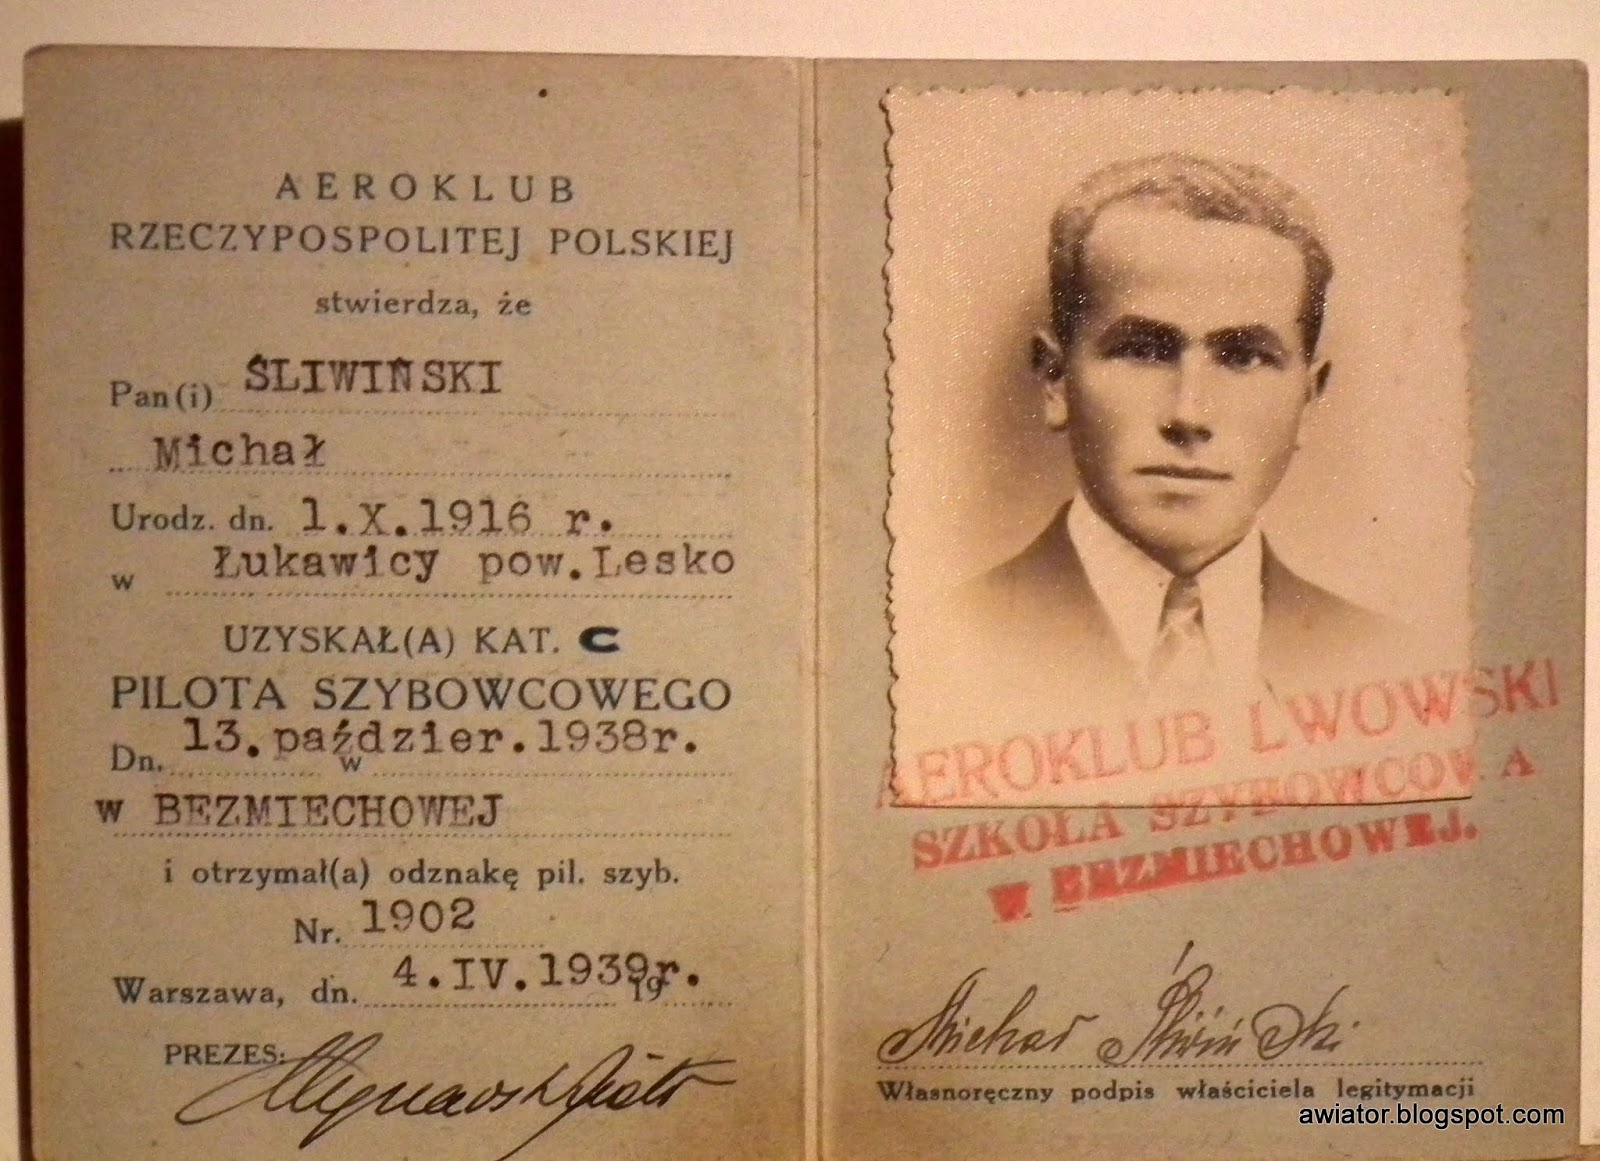 AEROKLUB
RZECZYPOSPOLITEJ POLSKIEJ
stwierdza, że
Pan(i) ŚLIWIŃSKI
Michał
Urodz. dn. 1.X.1916 r.
w Łukawicy pow.Lesko
UZYSKAŁ(A) KAT. C
PILOTA SZYBOWCOWEGO
Dn. 13.paździer.1938r.
w
w BEZMIECHOWEJ
i otrzymał(a) odznakę pil. szyb.
Nr. 1902
Warszawa, dn. 4.IV.1939r. 19
PREZES:
AEROKLUB LWOWSKI
SZKOŁA SZYBOWCOWA
W BEZMIECHOWEJ.
Michał Śliwiński
Własnoręczny podpis właściciela legitymacji
awiator.blogspot.com